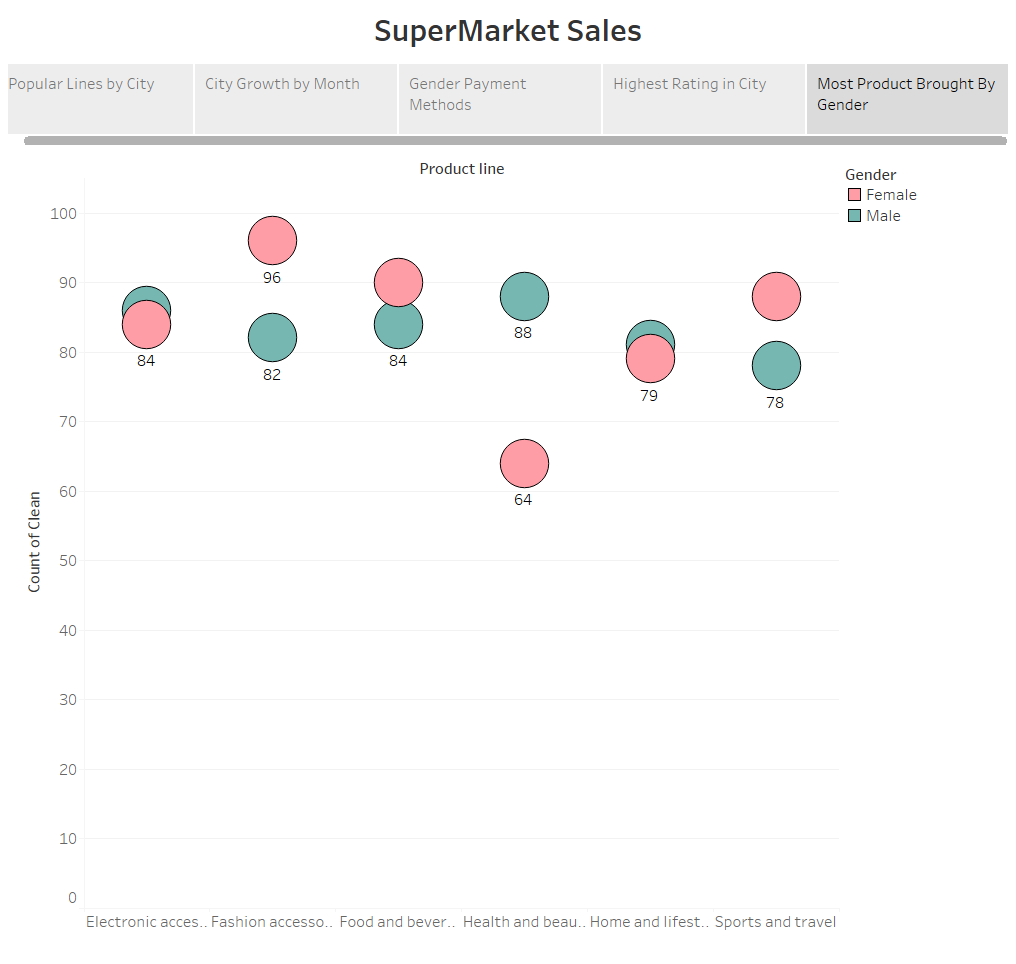 SuperMarket Sales
Popular Lines by City
City Growth by Month
Gender Payment
Methods
Highest Rating in City
Most Product Brought By
Gender
Product line
Gender
Female
Male
Count of Clean
100
90
80
70
60
50
40
30
20
10
0
84
96
82
84
88
64
79
78
Electronic acces.. Fashion accesso.. Food and bever.. Health and beau.. Home and lifest.. Sports and travel